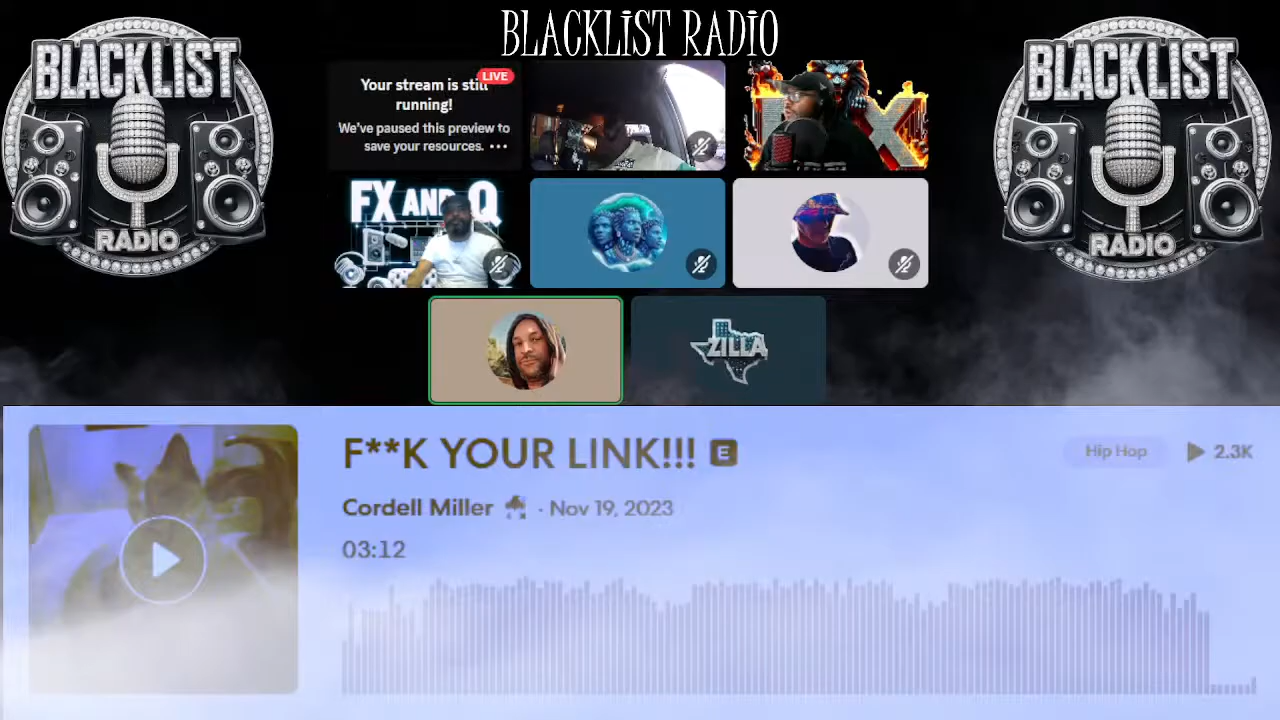 BLACKLiST RADiO
BLACKLIST
RADIO
BLACKLIST
RADIO
LIVE
Your stream is still
running!
We've paused this preview to
save your resources.
FX
FX AND Q
ZILLA
F**K YOUR LINK!!! E
Hip Hop
2.3K
Cordell Miller · Nov 19, 2023
03:12